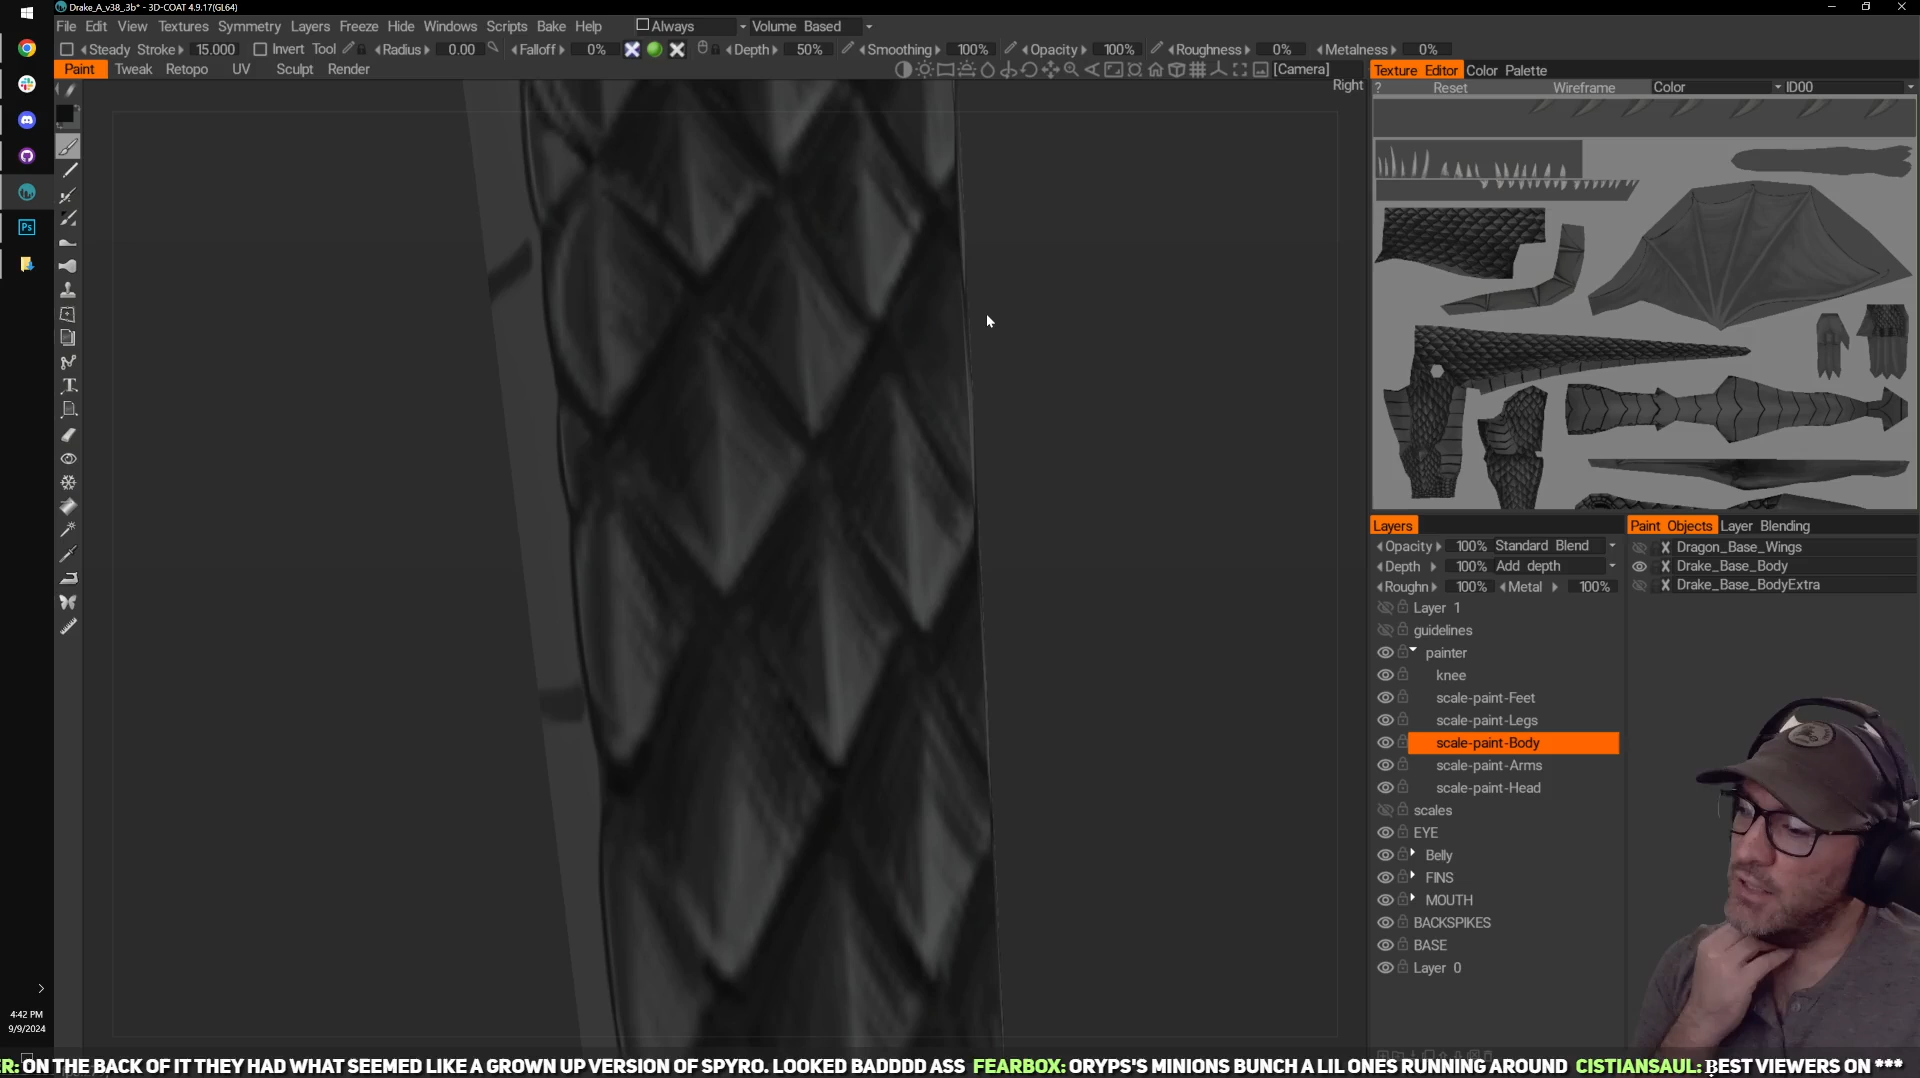 Drake_A_v38_.3b* - 3D-COAT 4.9.17(GL64)
File Edit View Textures Symmetry Layers Freeze Hide Windows Scripts Bake Help Always Volume Based
Steady Stroke 15.000 Invert Tool Radius 0.00 Falloff 0% Depth 50% Smoothing 100% Opacity 100% Roughness 0% Metalness 0%
Paint Tweak Retopo UV Sculpt Render [Camera]
Right
Texture Editor Color Palette
? Reset Wireframe Color ID00
Layers
Opacity 100% Standard Blend
Depth 100% Add depth
Roughn 100% Metal 100%
Layer 1
guidelines
painter
knee
scale-paint-Feet
scale-paint-Legs
scale-paint-Body
scale-paint-Arms
scale-paint-Head
scales
EYE
Belly
FINS
MOUTH
BACKSPIKES
BASE
Layer 0
Paint Objects Layer Blending
Dragon_Base_Wings
Drake_Base_Body
Drake_Base_BodyExtra
Ps
4:42 PM
9/9/2024
ER: ON THE BACK OF IT THEY HAD WHAT SEEMED LIKE A GROWN UP VERSION OF SPYRO. LOOKED BADDDD ASS FEARBOX: ORYPS'S MINIONS BUNCH A LIL ONES RUNNING AROUND CISTIANSAUL: BEST VIEWERS ON ***